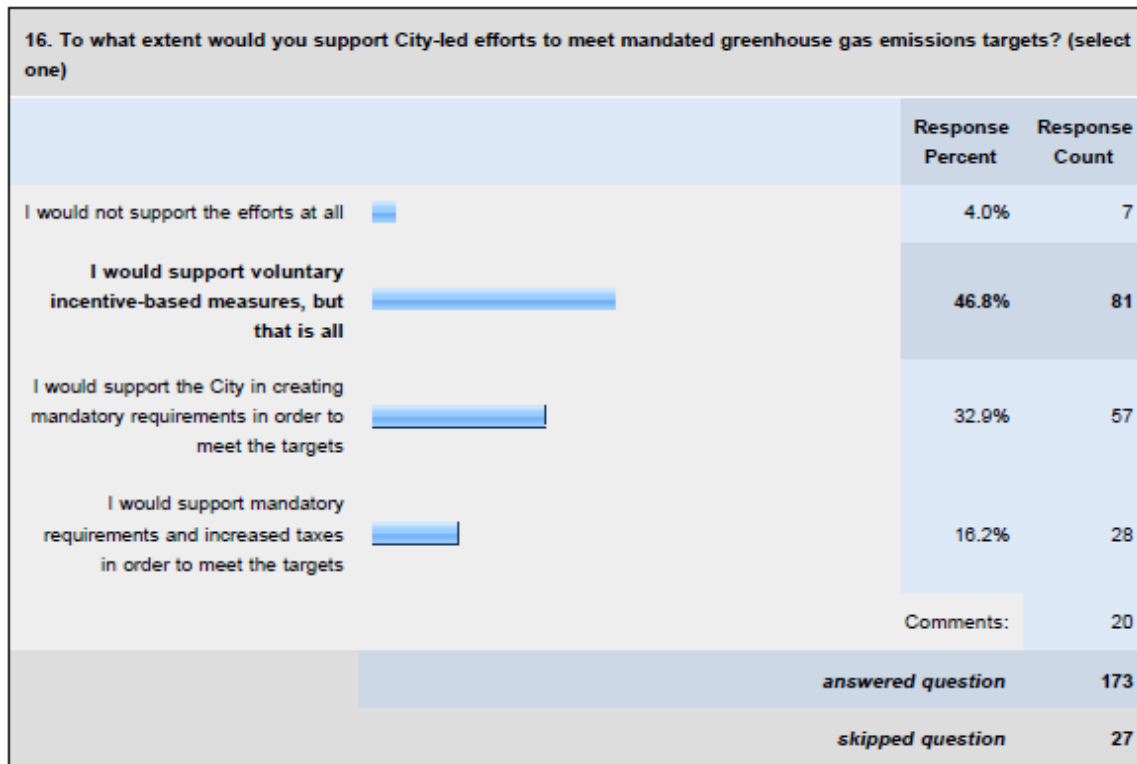 16. To what extent would you support City-led efforts to meet mandated greenhouse gas emissions targets? (select
one)
Response
Percent
Response
Count
I would not support the efforts at all 4.0% 7
I would support voluntary
incentive-based measures, but
that is all
46.8% 81
I would support the City in creating
mandatory requirements in order to
meet the targets
32.9% 57
I would support mandatory
requirements and increased taxes
in order to meet the targets
16.2% 28
Comments: 20
answered question 173
skipped question 27